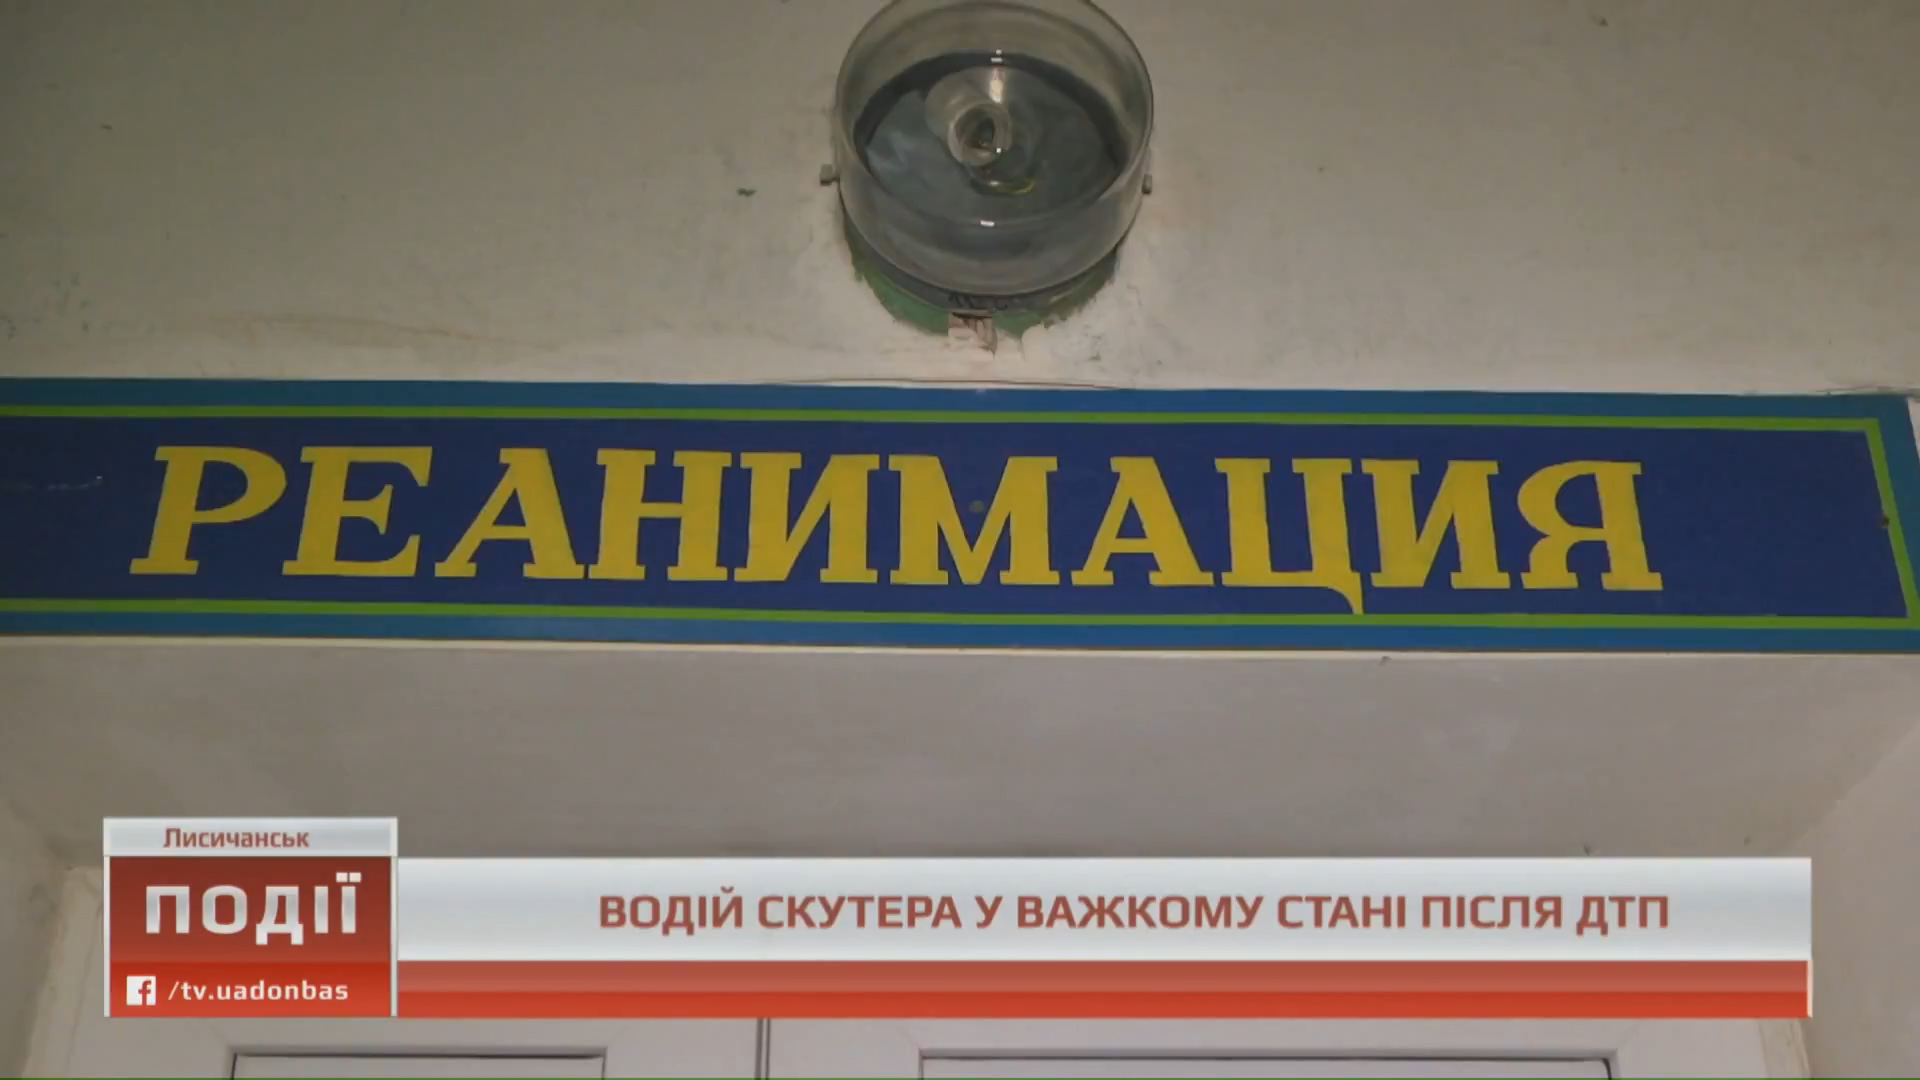 РЕАНИМАЦИЯ
Лисичанськ
ПОДІЇ
ВОДІЙ СКУТЕРА У ВАЖКОМУ СТАНІ ПІСЛЯ ДТП
/tv.uadonbas